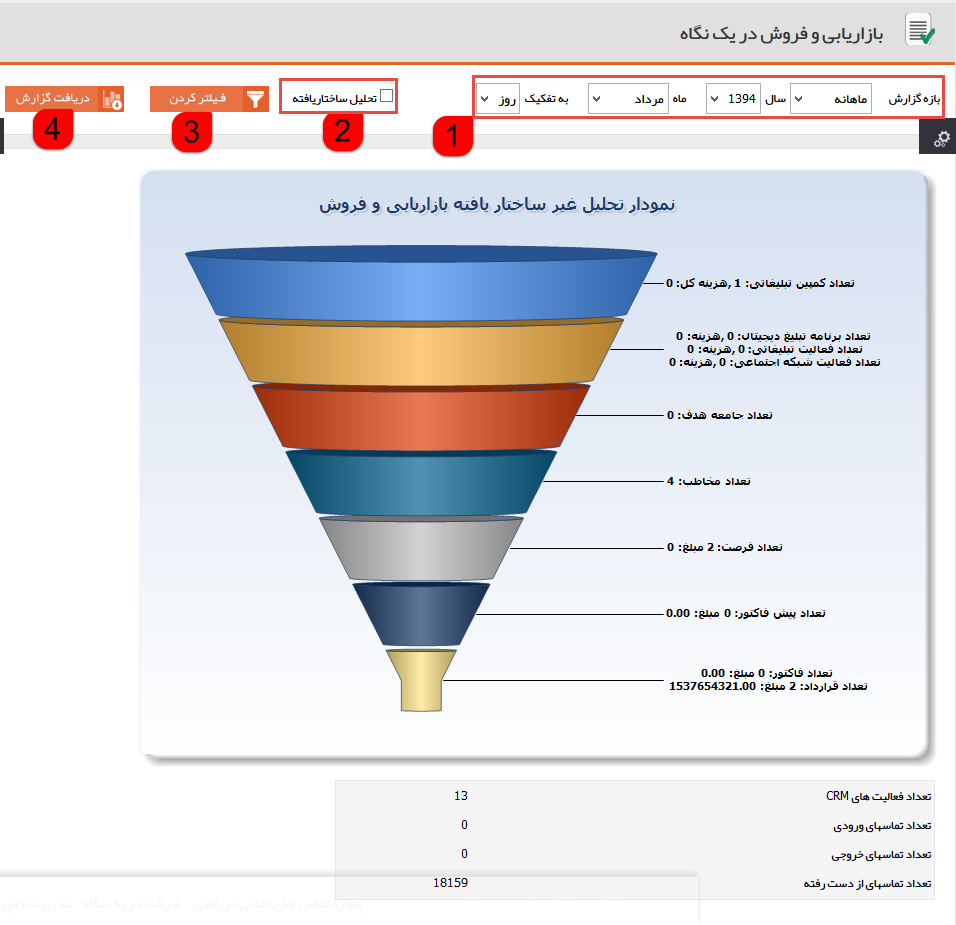 بازاریابی و فروش در یک نگاه
بازه گزارش ماهانه سال 1394 ماه مرداد به تفکیک روز تحلیل ساختاریافته فیلتر کردن دریافت گزارش
1 2 3 4
نمودار تحلیل غیر ساختار یافته بازاریابی و فروش
تعداد کمپین تبلیغاتی: 1 ,هزینه کل: 0
تعداد برنامه تبلیغ دیجیتال: 0 ,هزینه: 0
تعداد فعالیت تبلیغاتی: 0 ,هزینه: 0
تعداد فعالیت شبکه اجتماعی: 0 ,هزینه: 0
تعداد جامعه هدف: 0
تعداد مخاطب: 4
تعداد فرصت: 2 مبلغ: 0
تعداد پیش فاکتور: 0 مبلغ: 0.00
تعداد فاکتور: 0 مبلغ: 0.00
تعداد قرارداد: 2 مبلغ: 1537654321.00
تعداد فعالیت های CRM 13
تعداد تماسهای ورودی 0
تعداد تماسهای خروجی 0
تعداد تماسهای از دست رفته 18159
پنجره تماس های تلفنی دریافتی شرکت در یک نگاه مدیریت